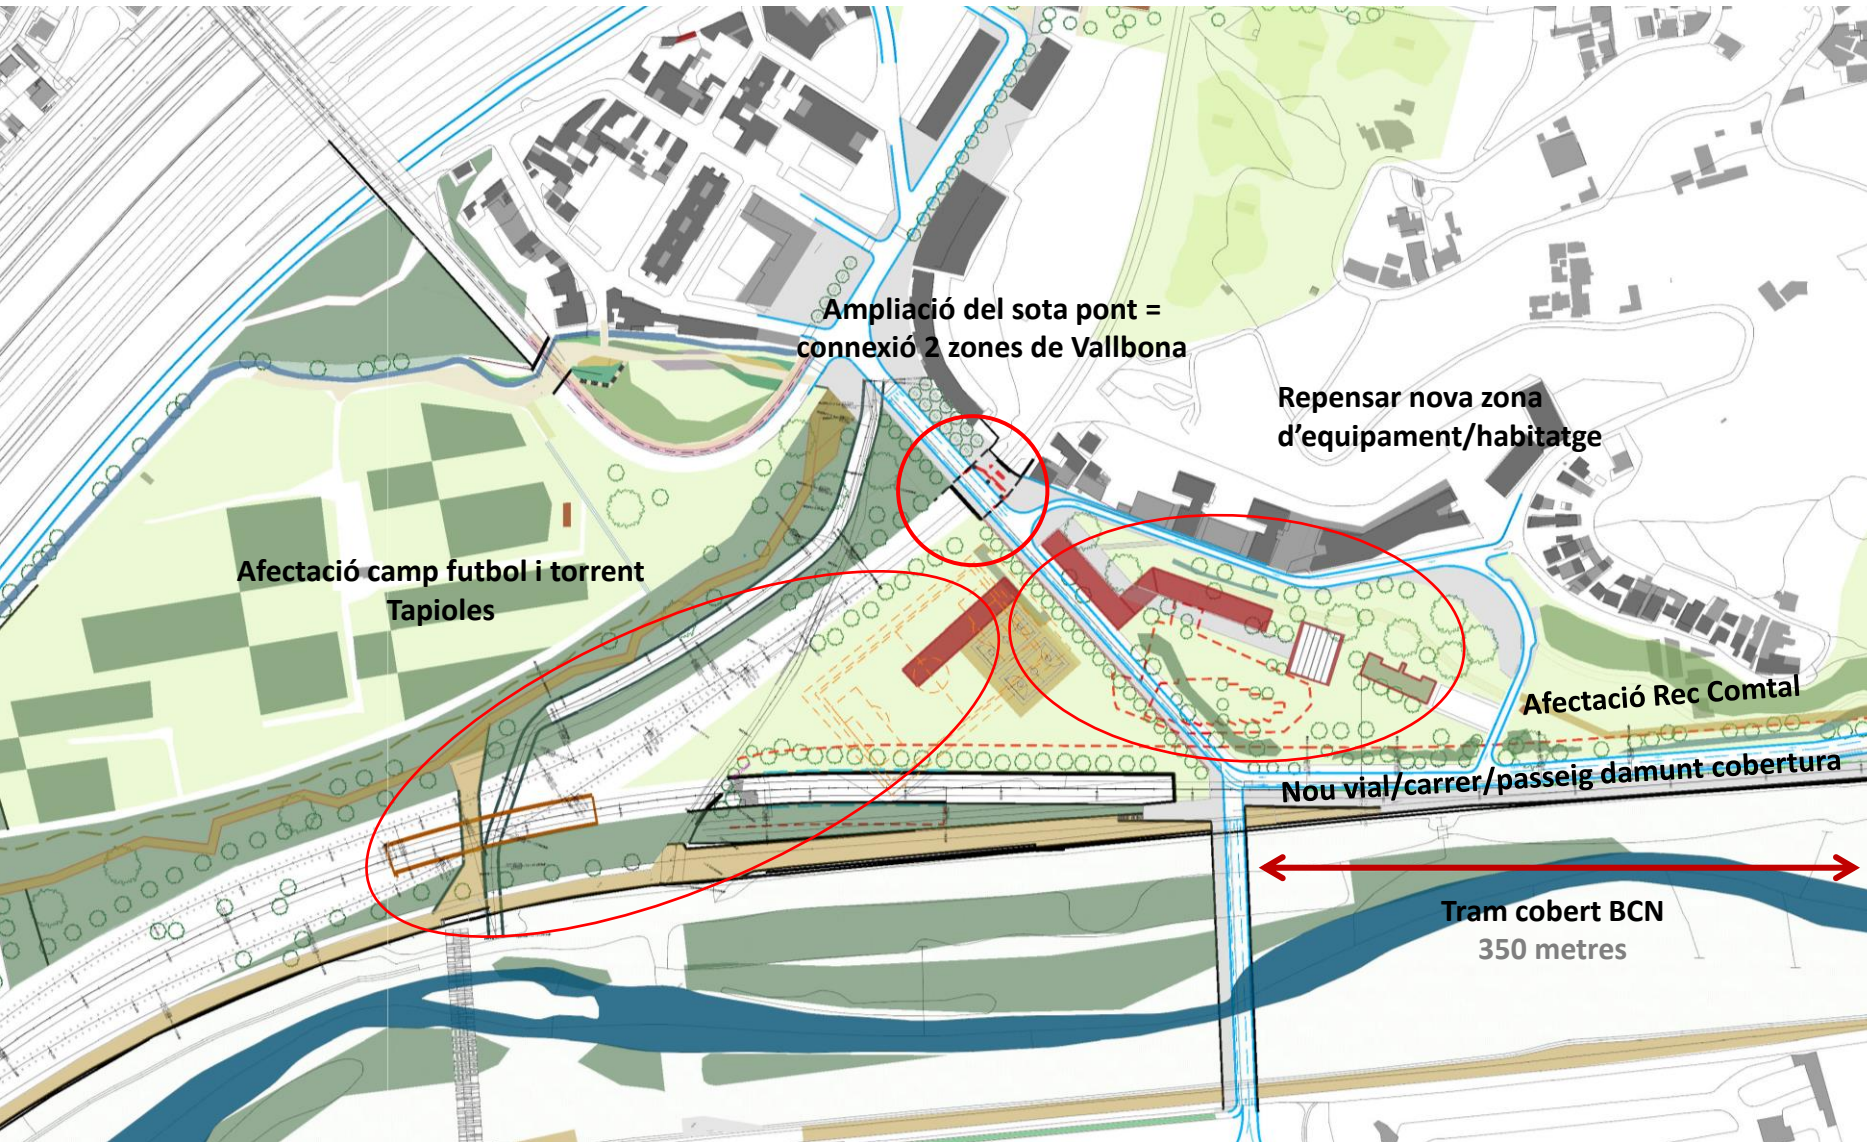 Ampliació del sota pont =
connexió 2 zones de Vallbona
Repensar nova zona
d'equipament/habitatge
Afectació camp futbol i torrent
Tapioles
Afectació Rec Comtal
Nou vial/carrer/passeig damunt cobertura
Tram cobert BCN
350 metres